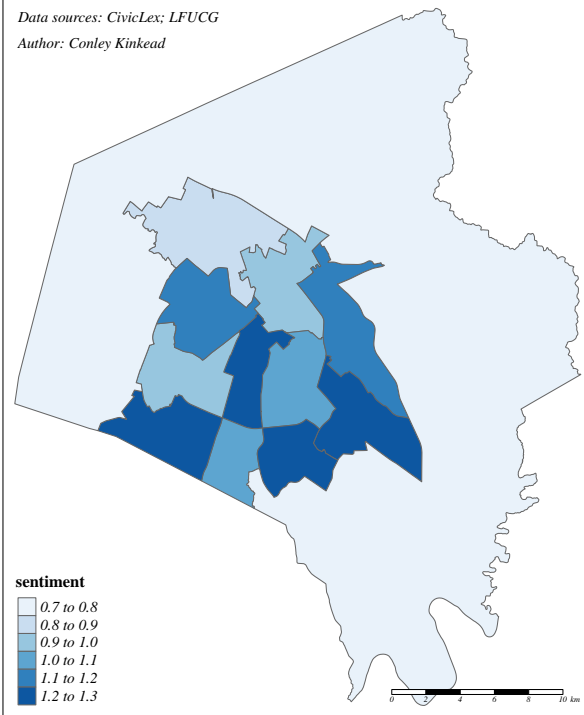 Data sources: CivicLex; LFUCG
Author: Conley Kinkead
sentiment
0.7 to 0.8
0.8 to 0.9
0.9 to 1.0
1.0 to 1.1
1.1 to 1.2
1.2 to 1.3
0 2 4 6 8 10 km